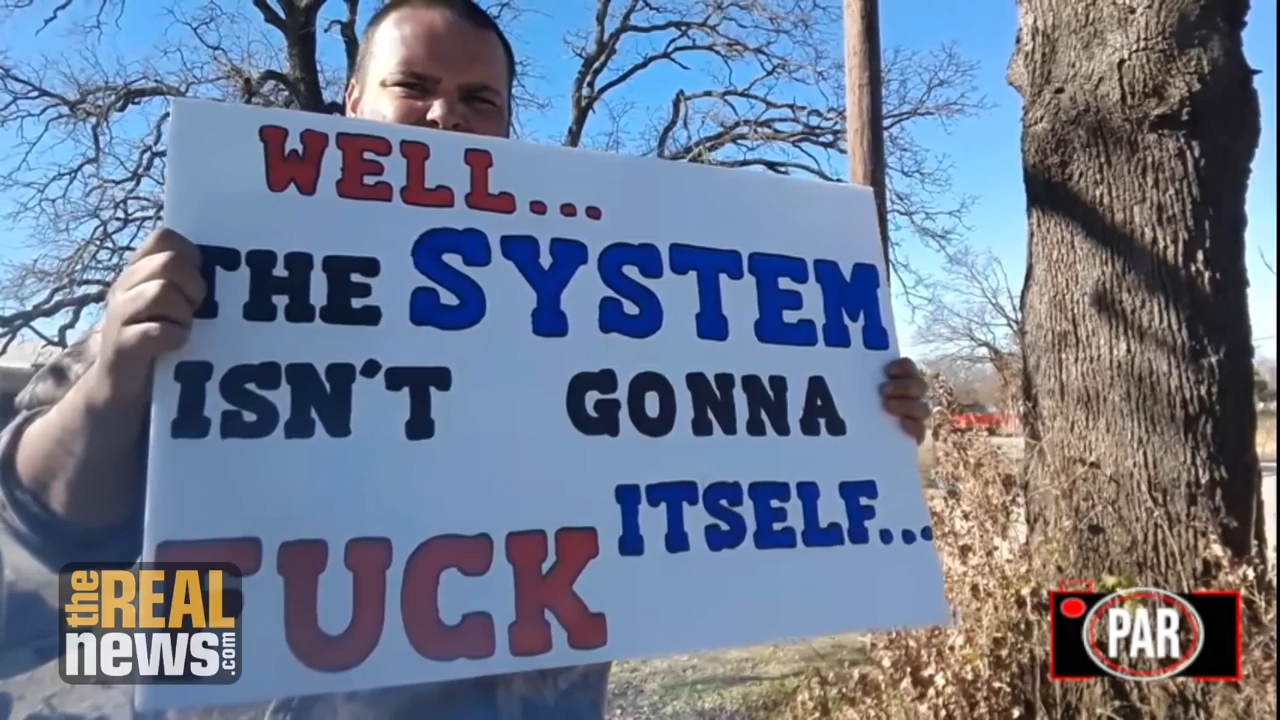 WELL...
THE SYSTEM
ISN'T GONNA
FUCK ITSELF...
the REAL
news .com
PAR